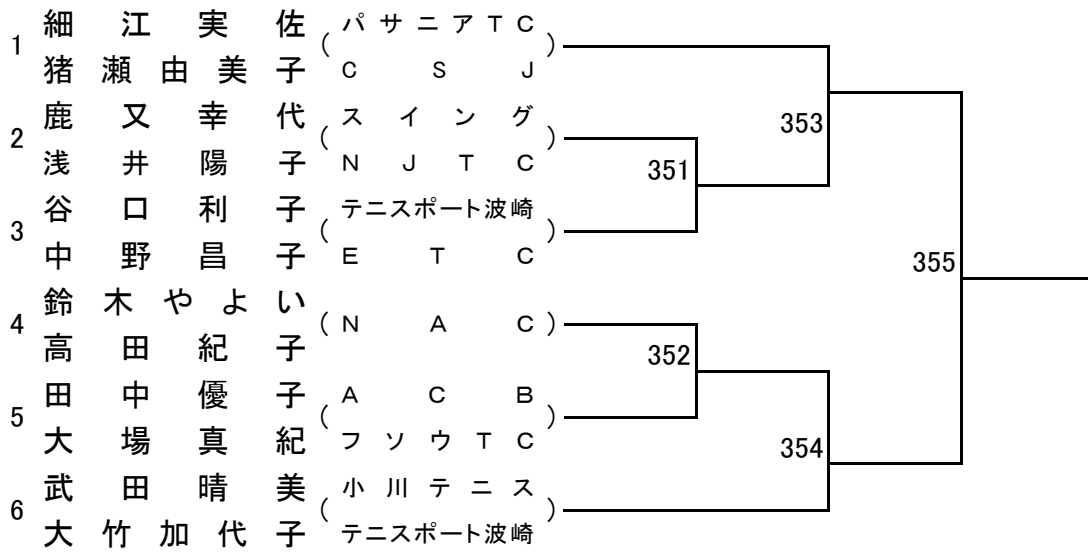 細江実佐 (パサニアTC)
1
猪瀬由美子 CSJ
353
鹿又幸代 (スイング)
2
浅井陽子 NJTC
351
谷口利子 (テニスポート波崎)
3
中野昌子 ETC
355
鈴木やよい
4 (NAC)
高田紀子
352
田中優子 (ACB)
5
大場真紀 フソウTC
354
武田晴美 (小川テニス)
6
大竹加代子 テニスポート波崎